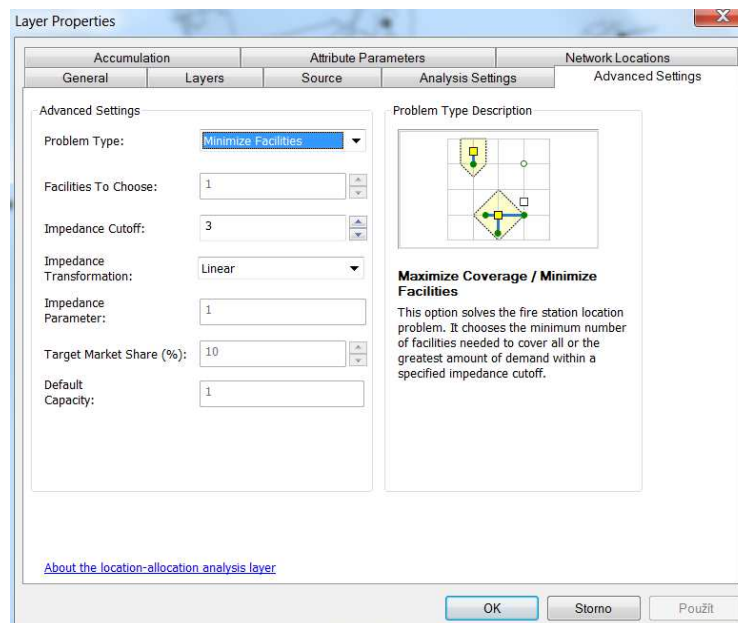 Layer Properties
Accumulation
Attribute Parameters
Network Locations
General
Layers
Source
Analysis Settings
Advanced Settings
Advanced Settings
Problem Type:
Minimize Facilities
Facilities To Choose:
1
Impedance Cutoff:
3
Impedance
Transformation:
Linear
Impedance
Parameter:
1
Target Market Share (%):
10
Default
Capacity:
1
Problem Type Description
Maximize Coverage / Minimize
Facilities
This option solves the fire station location
problem. It chooses the minimum number
of facilities needed to cover all or the
greatest amount of demand within a
specified impedance cutoff.
About the location-allocation analysis layer
OK
Storno
Použít